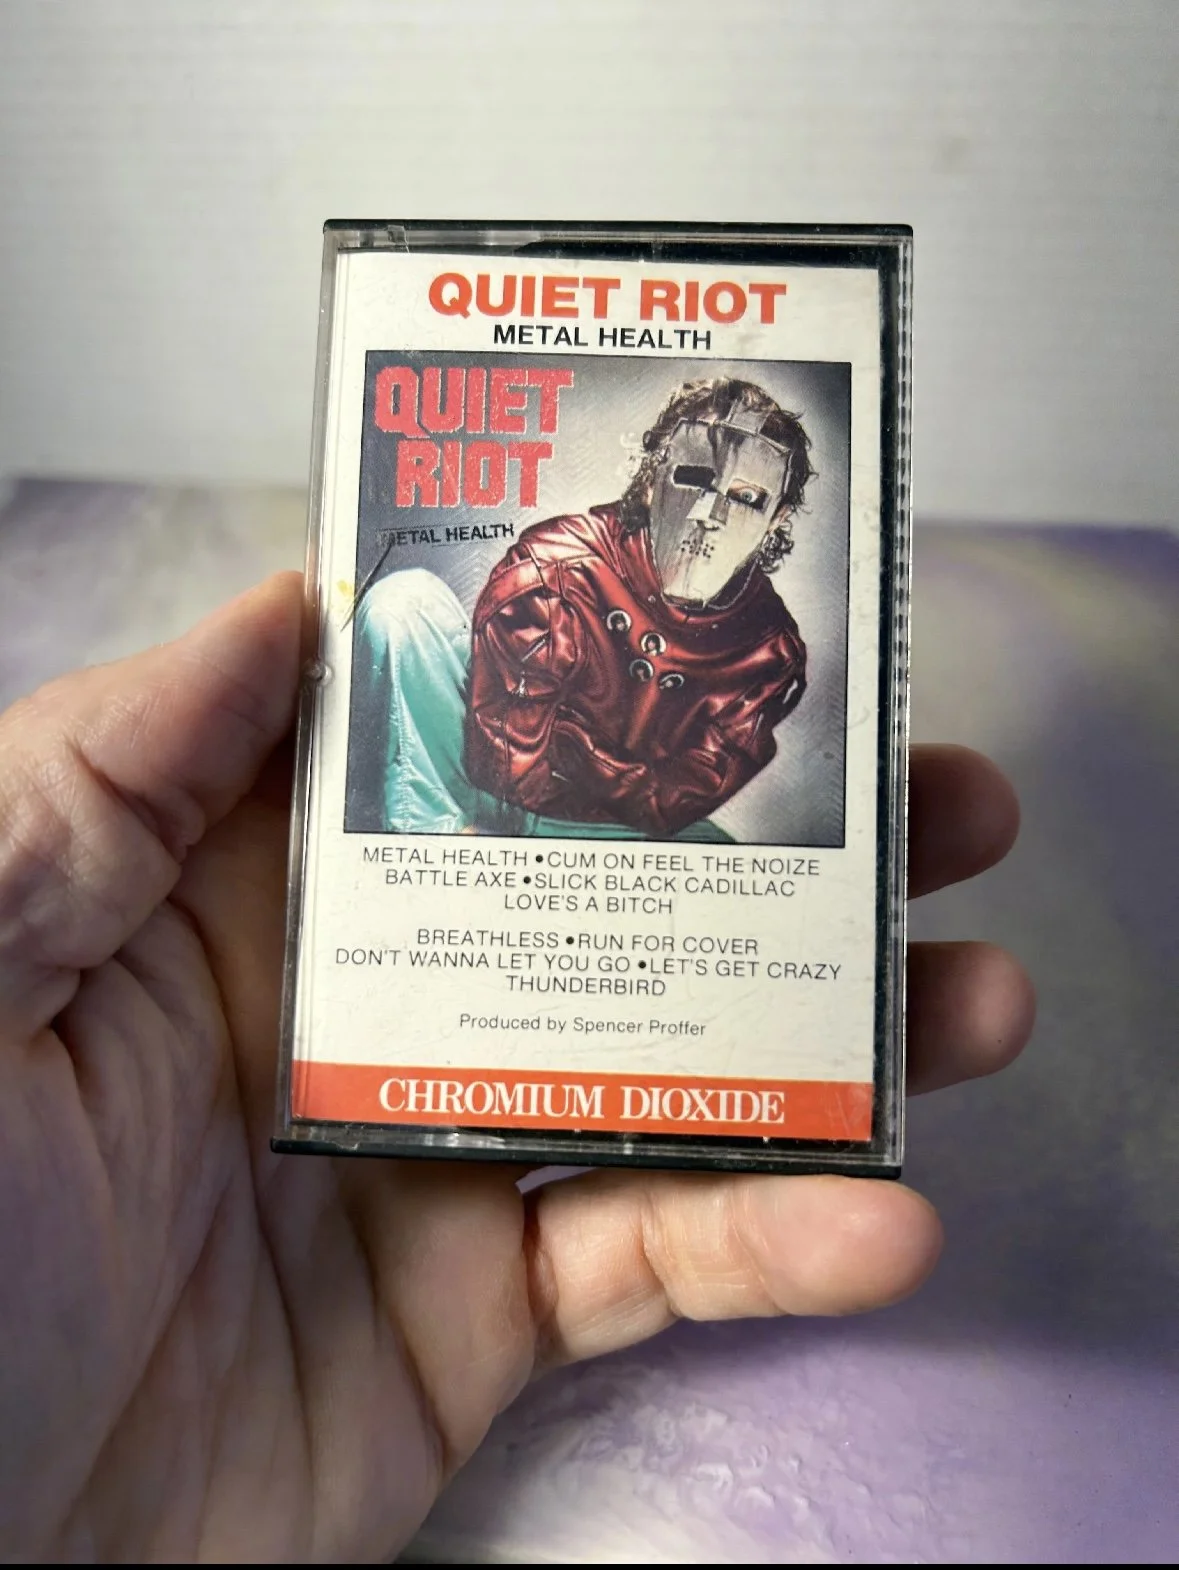 QUIET RIOT
METAL HEALTH
QUIET
RIOT
METAL HEALTH
METAL HEALTH •CUM ON FEEL THE NOIZE
BATTLE AXE •SLICK BLACK CADILLAC
LOVE'S A BITCH
BREATHLESS •RUN FOR COVER
DON'T WANNA LET YOU GO •LET'S GET CRAZY
THUNDERBIRD
Produced by Spencer Proffer
CHROMIUM DIOXIDE